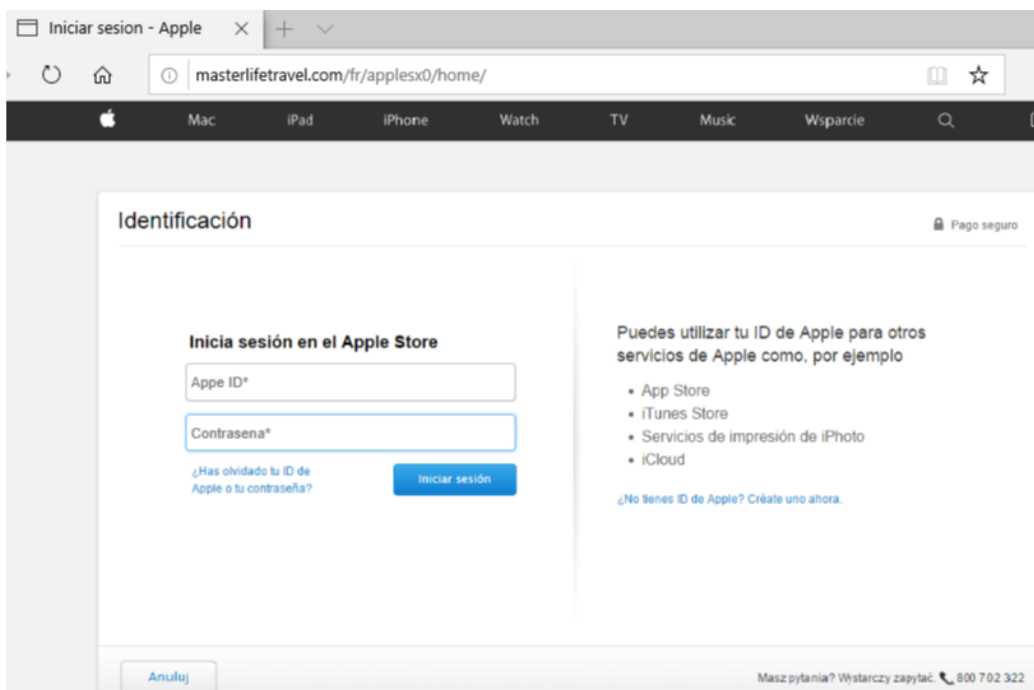 Iniciar sesion - Apple
masterlifetravel.com/fr/applesx0/home/
Mac iPad iPhone Watch TV Music Wsparcie
Identificación
Pago seguro
Inicia sesión en el Apple Store
Appe ID*
Contrasena*
¿Has olvidado tu ID de
Apple o tu contraseña?
Iniciar sesión
Puedes utilizar tu ID de Apple para otros
servicios de Apple como, por ejemplo
• App Store
• iTunes Store
• Servicios de impresión de iPhoto
• iCloud
¿No tienes ID de Apple? Créate uno ahora.
Anuluj
Masz pytania? Wystarczy zapytać. 800 702 322